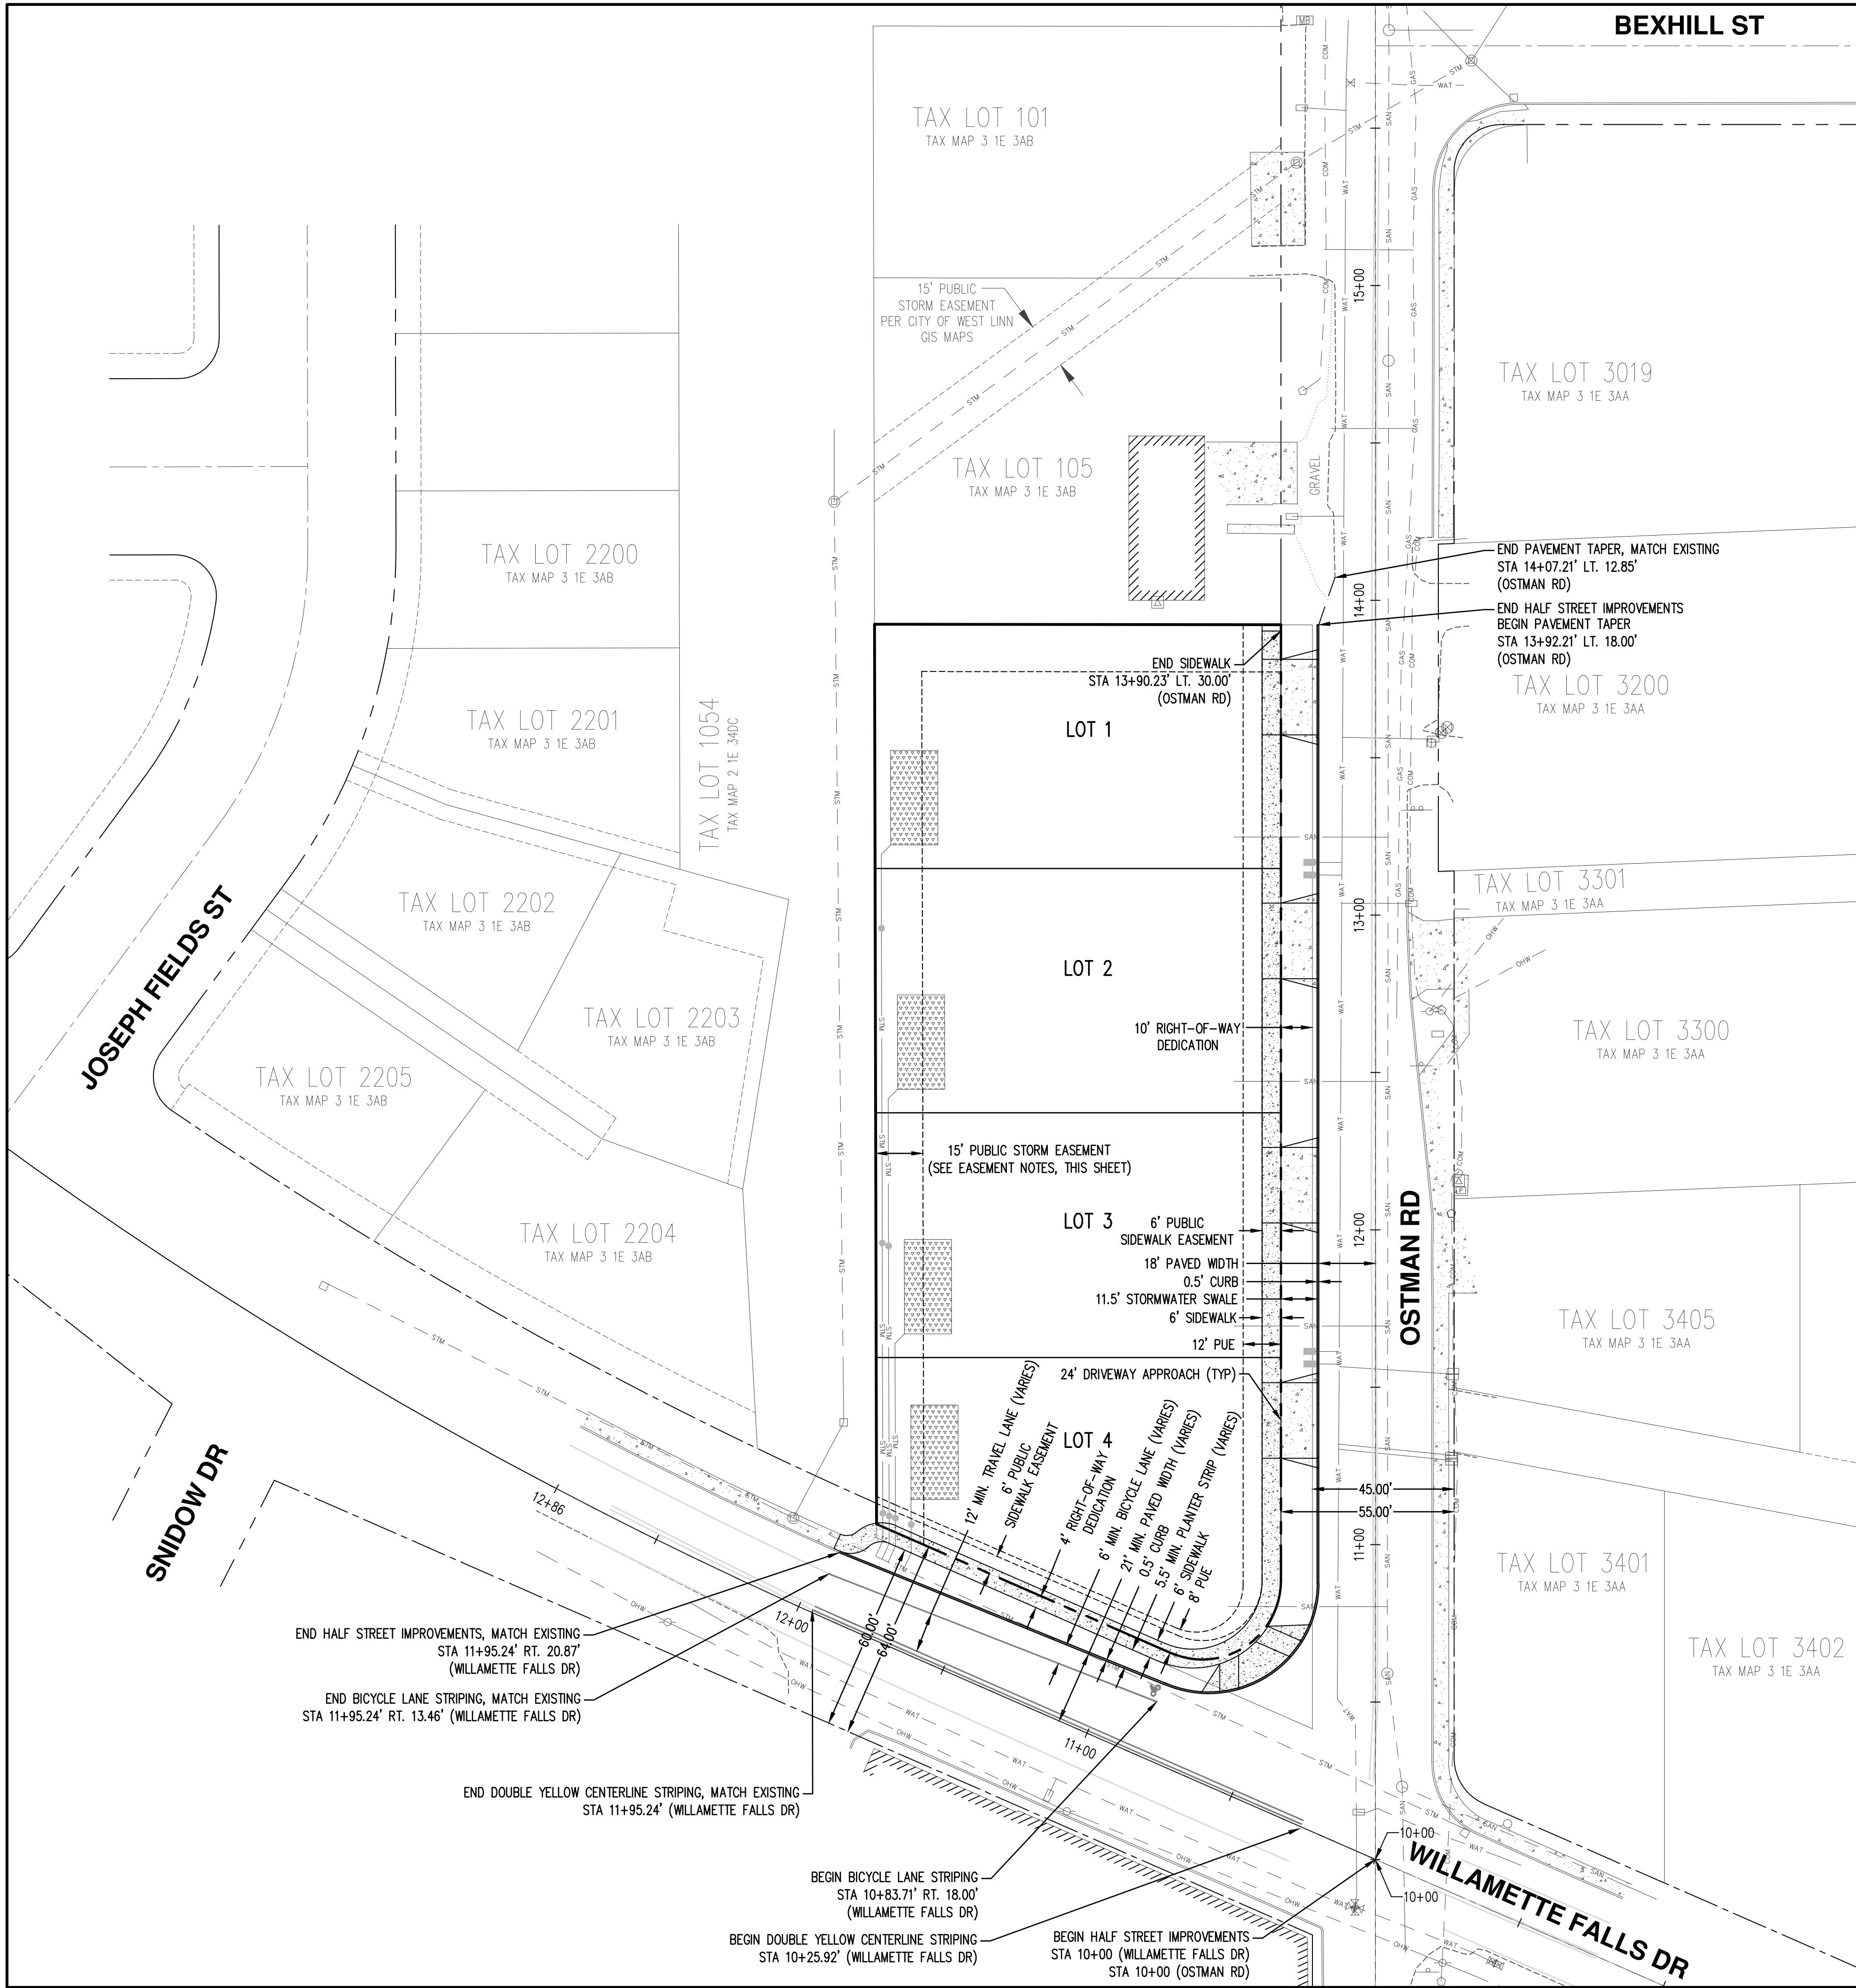 BEXHILL ST
MB
TAX LOT 101
TAX MAP 3 1E 3AB
15' PUBLIC
STORM EASEMENT
PER CITY OF WEST LINN
GIS MAPS
15+00
TAX LOT 3019
TAX MAP 3 1E 3AA
TAX LOT 105
TAX MAP 3 1E 3AB
GRAVEL
TAX LOT 2200
TAX MAP 3 1E 3AB
END PAVEMENT TAPER, MATCH EXISTING
STA 14+07.21' LT. 12.85'
(OSTMAN RD)
14+00
END HALF STREET IMPROVEMENTS
BEGIN PAVEMENT TAPER
STA 13+92.21' LT. 18.00'
(OSTMAN RD)
END SIDEWALK
STA 13+90.23' LT. 30.00'
(OSTMAN RD)
TAX LOT 3200
TAX MAP 3 1E 3AA
TAX LOT 2201
TAX MAP 3 1E 3AB
TAX LOT 1054
TAX MAP 2 1E 34DC
LOT 1
TAX LOT 3301
TAX MAP 3 1E 3AA
TAX LOT 2202
TAX MAP 3 1E 3AB
13+00
JOSEPH FIELDS ST
LOT 2
TAX LOT 2203
TAX MAP 3 1E 3AB
10' RIGHT-OF-WAY
DEDICATION
TAX LOT 3300
TAX MAP 3 1E 3AA
TAX LOT 2205
TAX MAP 3 1E 3AB
15' PUBLIC STORM EASEMENT
(SEE EASEMENT NOTES, THIS SHEET)
LOT 3
6' PUBLIC
SIDEWALK EASEMENT
12+00
TAX LOT 2204
TAX MAP 3 1E 3AB
18' PAVED WIDTH
0.5' CURB
11.5' STORMWATER SWALE
6' SIDEWALK
12' PUE
OSTMAN RD
TAX LOT 3405
TAX MAP 3 1E 3AA
24' DRIVEWAY APPROACH (TYP)
LOT 4
12' MIN. TRAVEL LANE (VARIES)
6' PUBLIC
SIDEWALK EASEMENT
4' RIGHT-OF-WAY
DEDICATION
6' MIN. BICYCLE LANE (VARIES)
21' MIN. PAVED WIDTH (VARIES)
0.5' CURB
5.5' MIN. PLANTER STRIP (VARIES)
6' SIDEWALK
8' PUE
45.00'
55.00'
11+00
SNIDOW DR
12+86
TAX LOT 3401
TAX MAP 3 1E 3AA
12+00
60.00'
64.00'
END HALF STREET IMPROVEMENTS, MATCH EXISTING
STA 11+95.24' RT. 20.87'
(WILLAMETTE FALLS DR)
TAX LOT 3402
TAX MAP 3 1E 3AA
END BICYCLE LANE STRIPING, MATCH EXISTING
STA 11+95.24' RT. 13.46' (WILLAMETTE FALLS DR)
11+00
END DOUBLE YELLOW CENTERLINE STRIPING, MATCH EXISTING
STA 11+95.24' (WILLAMETTE FALLS DR)
10+00
10+00
WILLAMETTE FALLS DR
BEGIN BICYCLE LANE STRIPING
STA 10+83.71' RT. 18.00'
(WILLAMETTE FALLS DR)
BEGIN DOUBLE YELLOW CENTERLINE STRIPING
STA 10+25.92' (WILLAMETTE FALLS DR)
BEGIN HALF STREET IMPROVEMENTS
STA 10+00 (WILLAMETTE FALLS DR)
STA 10+00 (OSTMAN RD)
STM
WAT
SAN
GAS
COM
OHW